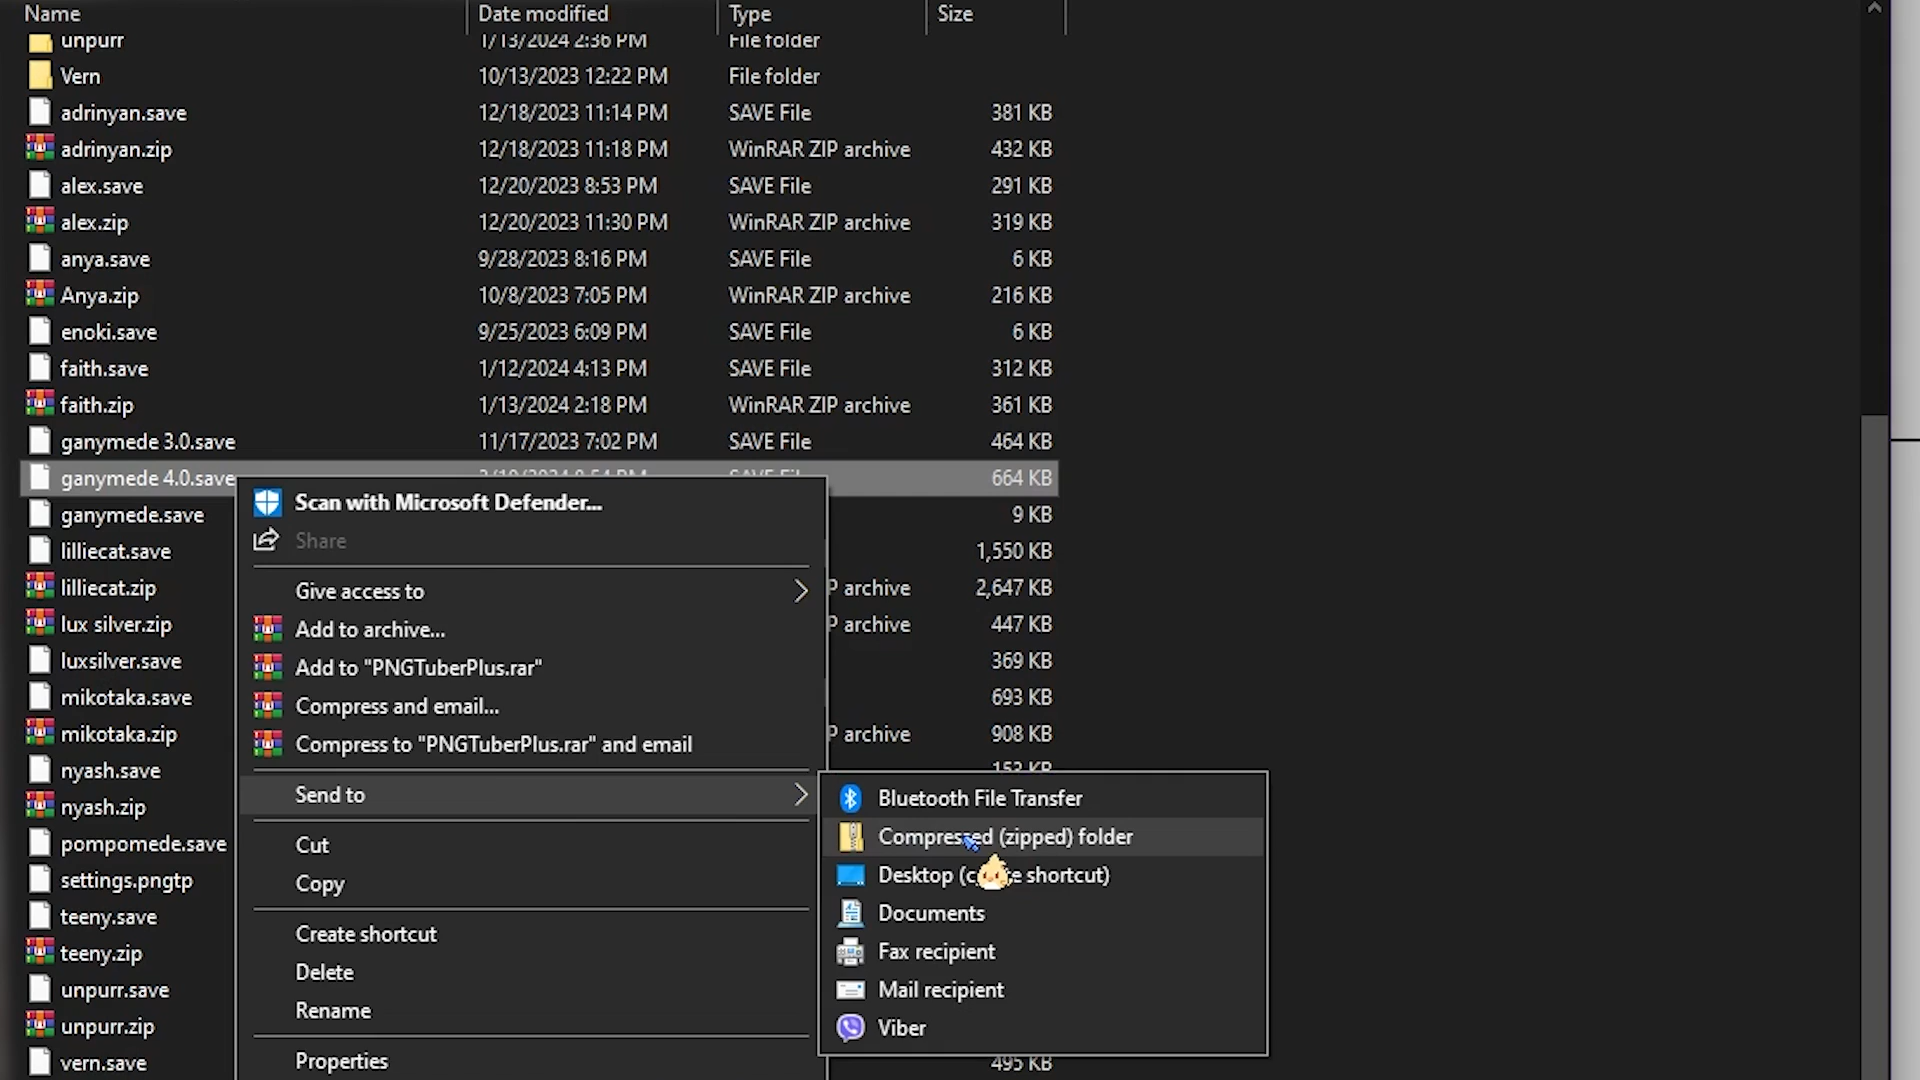 Name Date modified Type Size
unpurr 1/13/2024 2:36 PM File folder
Vern 10/13/2023 12:22 PM File folder
adrinyan.save 12/18/2023 11:14 PM SAVE File 381 KB
adrinyan.zip 12/18/2023 11:18 PM WinRAR ZIP archive 432 KB
alex.save 12/20/2023 8:53 PM SAVE File 291 KB
alex.zip 12/20/2023 11:30 PM WinRAR ZIP archive 319 KB
anya.save 9/28/2023 8:16 PM SAVE File 6 KB
Anya.zip 10/8/2023 7:05 PM WinRAR ZIP archive 216 KB
enoki.save 9/25/2023 6:09 PM SAVE File 6 KB
faith.save 1/12/2024 4:13 PM SAVE File 312 KB
faith.zip 1/13/2024 2:18 PM WinRAR ZIP archive 361 KB
ganymede 3.0.save 11/17/2023 7:02 PM SAVE File 464 KB
ganymede 4.0.save 664 KB
ganymede.save 9 KB
lilliecat.save 1,550 KB
lilliecat.zip P archive 2,647 KB
lux silver.zip P archive 447 KB
luxsilver.save 369 KB
mikotaka.save 693 KB
mikotaka.zip P archive 908 KB
nyash.save 153 KB
nyash.zip
pompomede.save
settings.pngtp
teeny.save
teeny.zip
unpurr.save
unpurr.zip
vern.save 495 KB
Scan with Microsoft Defender...
Share
Give access to
Add to archive...
Add to "PNGTuberPlus.rar"
Compress and email...
Compress to "PNGTuberPlus.rar" and email
Send to
Cut
Copy
Create shortcut
Delete
Rename
Properties
Bluetooth File Transfer
Compressed (zipped) folder
Desktop (create shortcut)
Documents
Fax recipient
Mail recipient
Viber